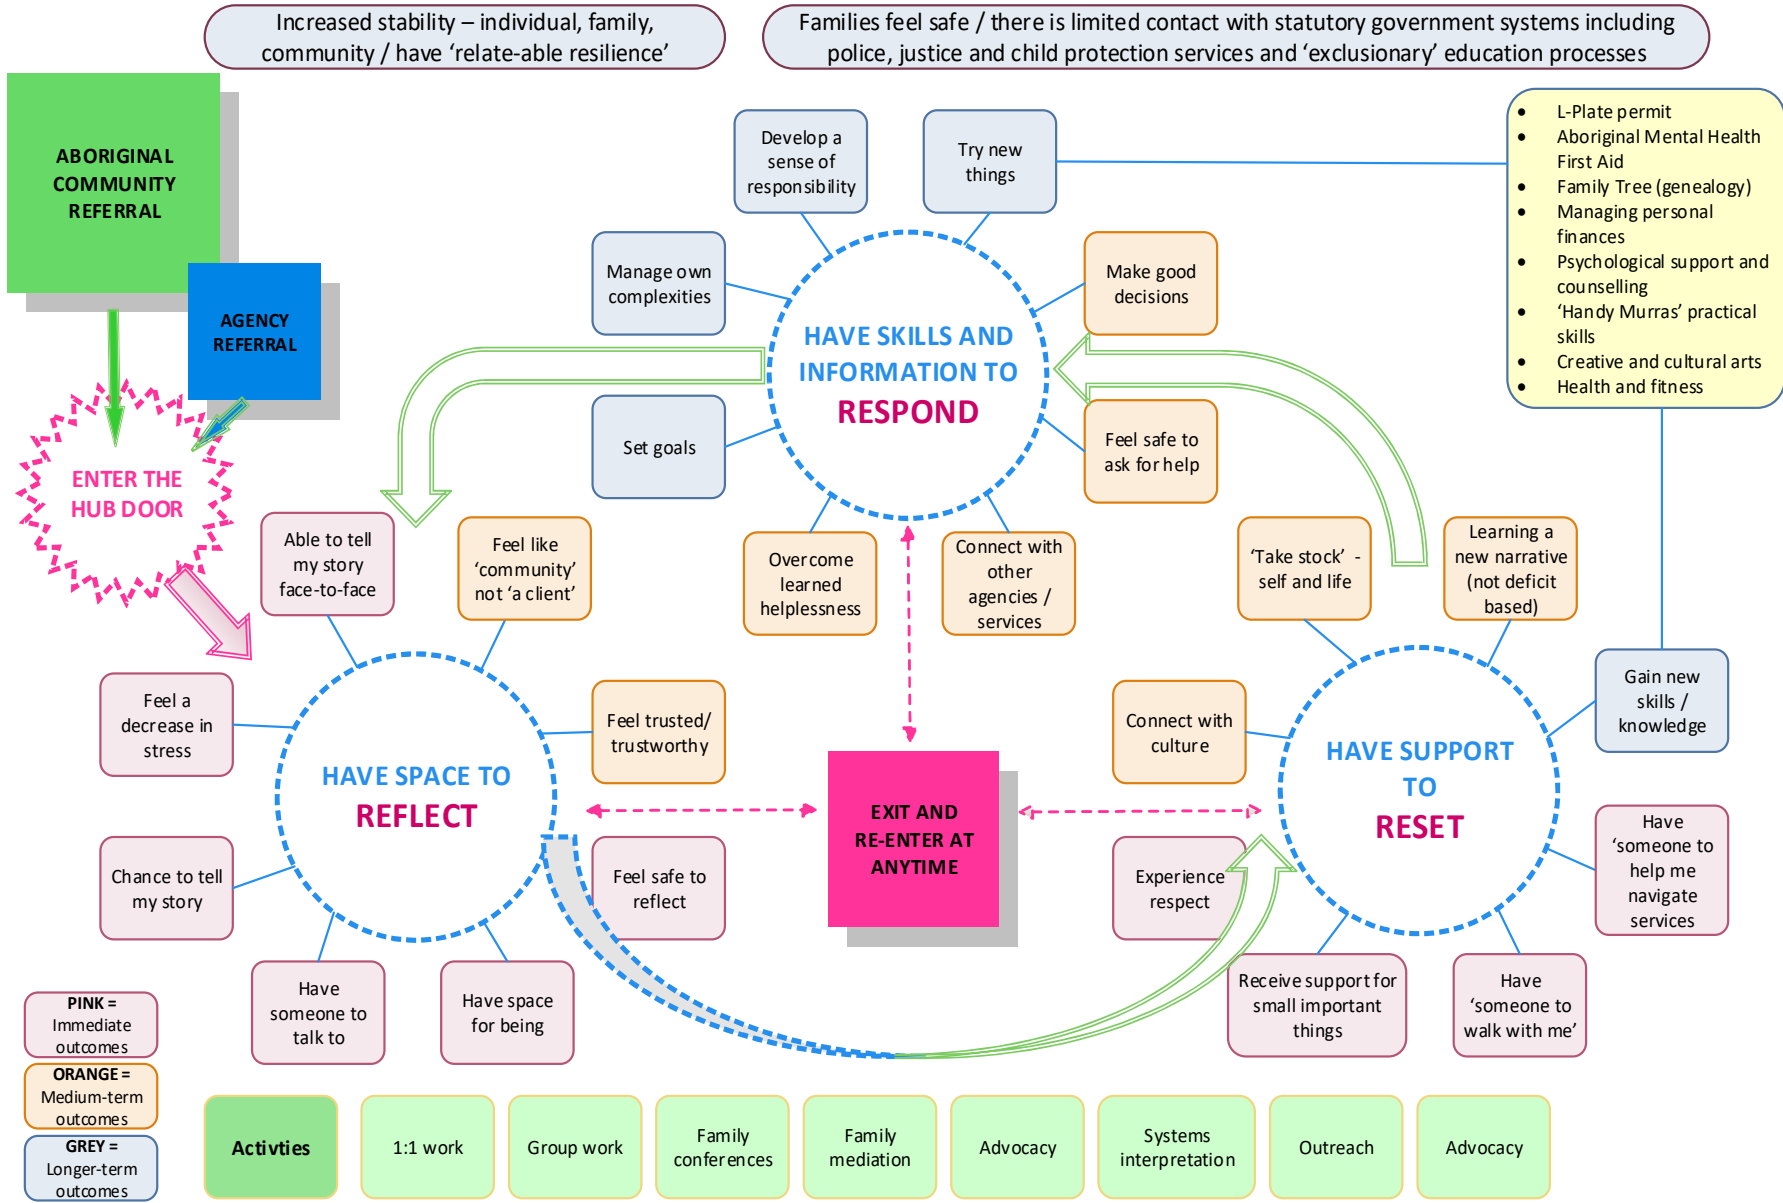 Increased stability – individual, family,
community / have ‘relate-able resilience’
Families feel safe / there is limited contact with statutory government systems including
police, justice and child protection services and ‘exclusionary’ education processes
ABORIGINAL
COMMUNITY
REFERRAL
AGENCY
REFERRAL
ENTER THE
HUB DOOR
Develop a
sense of
responsibility
Try new
things
• L-Plate permit
• Aboriginal Mental Health
First Aid
• Family Tree (genealogy)
• Managing personal
finances
• Psychological support and
counselling
• ‘Handy Murras’ practical
skills
• Creative and cultural arts
• Health and fitness
Manage own
complexities
Make good
decisions
HAVE SKILLS AND
INFORMATION TO
RESPOND
Set goals
Feel safe to
ask for help
Overcome
learned
helplessness
Connect with
other
agencies /
services
Able to tell
my story
face-to-face
Feel like
‘community’
not ‘a client’
Feel a
decrease in
stress
Feel trusted/
trustworthy
HAVE SPACE TO
REFLECT
Chance to tell
my story
Feel safe to
reflect
Have
someone to
talk to
Have space
for being
EXIT AND
RE-ENTER AT
ANYTIME
‘Take stock’ -
self and life
Learning a
new narrative
(not deficit
based)
Connect with
culture
Gain new
skills /
knowledge
HAVE SUPPORT
TO
RESET
Experience
respect
Have
‘someone to
help me
navigate
services
Receive support for
small important
things
Have
‘someone to
walk with me’
PINK =
Immediate
outcomes
ORANGE =
Medium-term
outcomes
GREY =
Longer-term
outcomes
Activties
1:1 work
Group work
Family
conferences
Family
mediation
Advocacy
Systems
interpretation
Outreach
Advocacy